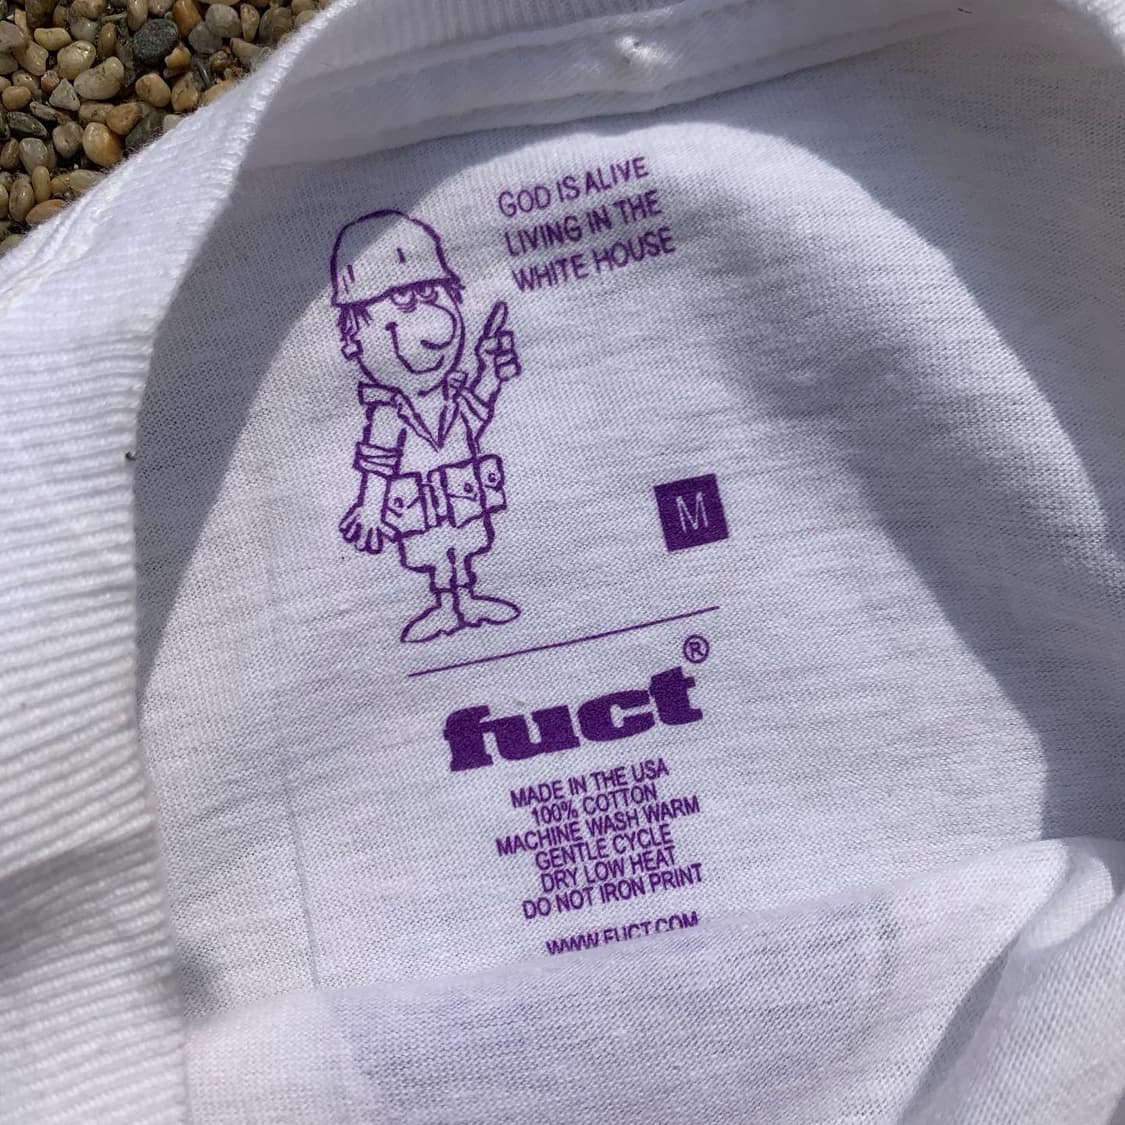 GOD IS ALIVE
LIVING IN THE
WHITE HOUSE
M
fuct®
MADE IN THE USA
100% COTTON
MACHINE WASH WARM
GENTLE CYCLE
DRY LOW HEAT
DO NOT IRON PRINT
WWW.FUCT.COM